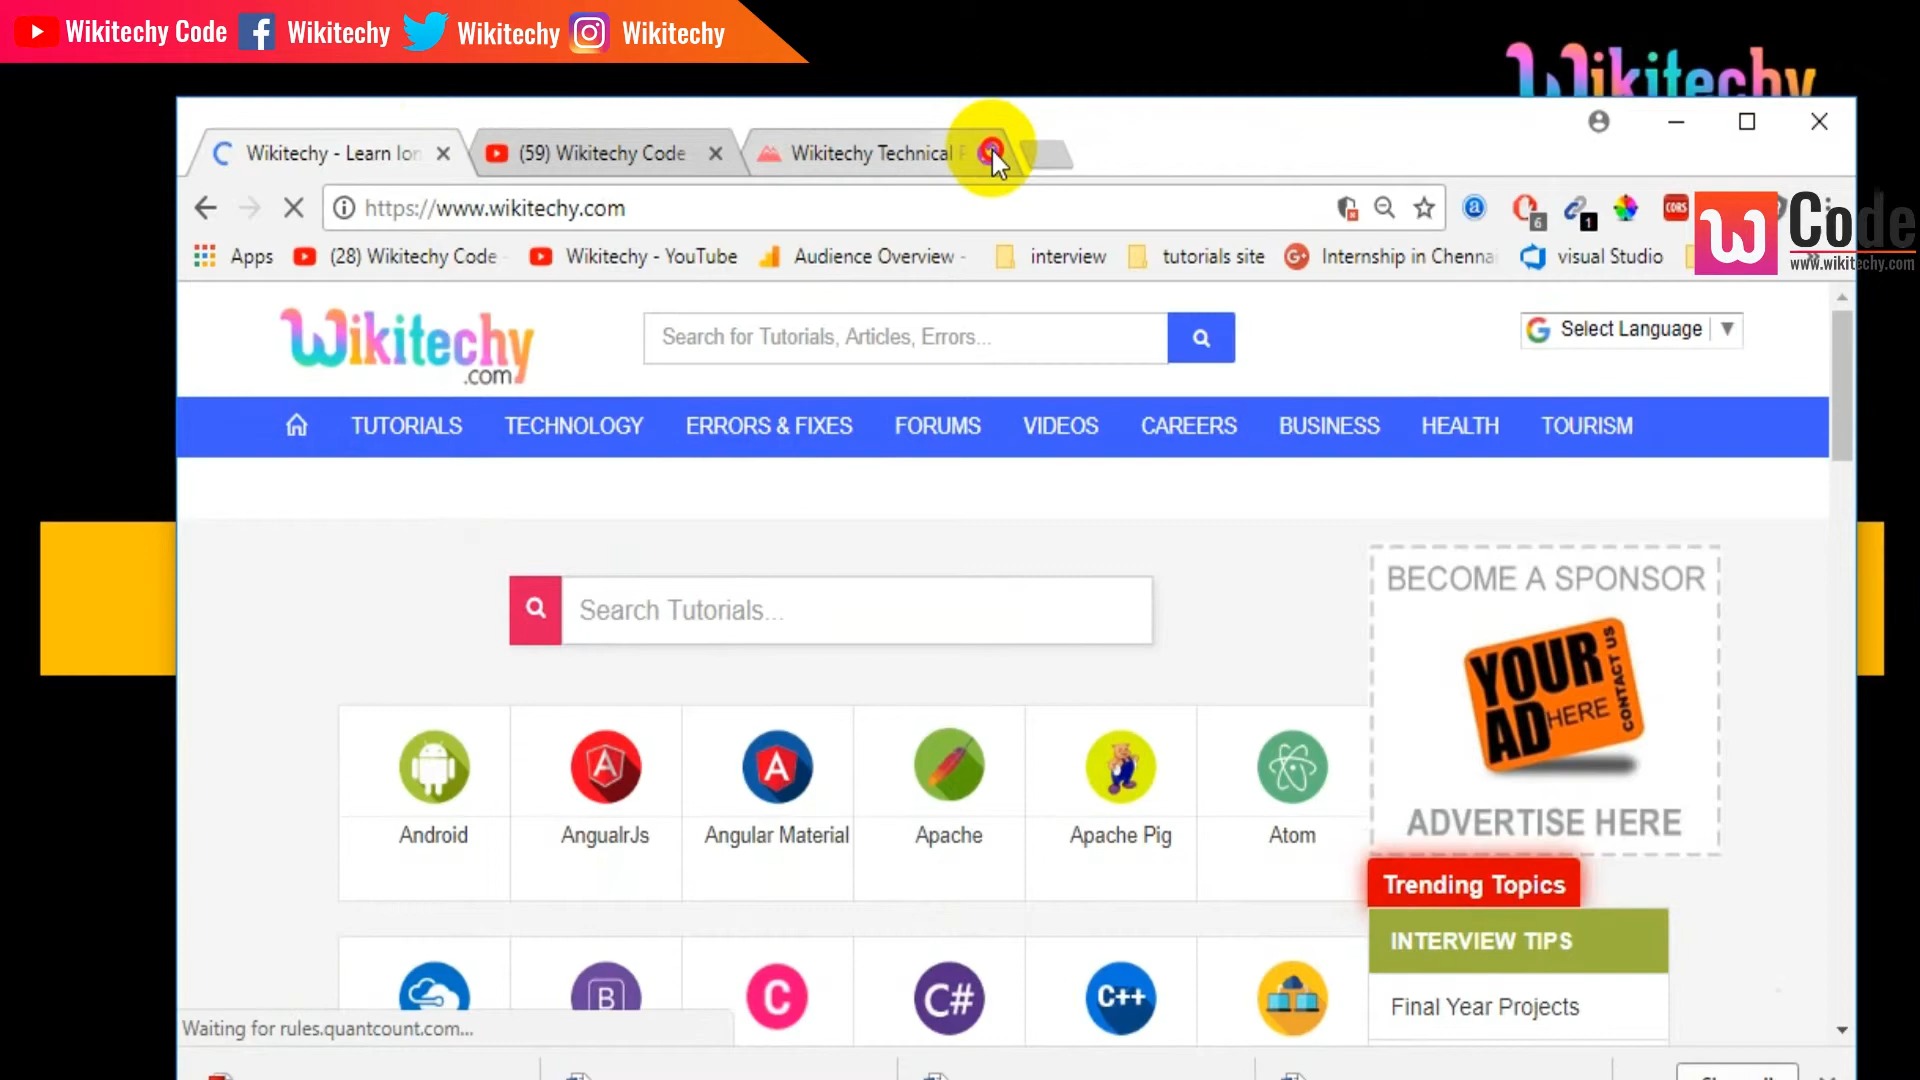 Wikitechy Code Wikitechy Wikitechy Wikitechy
Wikitechy
Wikitechy - Learn Ion (59) Wikitechy Code Wikitechy Technical
https://www.wikitechy.com
6 1 CORS
W Code
www.wikitechy.com
Apps (28) Wikitechy Code - Wikitechy - YouTube Audience Overview - interview tutorials site Internship in Chennai visual Studio
Wikitechy
.com
Search for Tutorials, Articles, Errors...
Select Language
TUTORIALS TECHNOLOGY ERRORS & FIXES FORUMS VIDEOS CAREERS BUSINESS HEALTH TOURISM
Search Tutorials...
BECOME A SPONSOR
YOUR
AD HERE
CONTACT US
ADVERTISE HERE
Android AngualrJs Angular Material Apache Apache Pig Atom
Trending Topics
INTERVIEW TIPS
Final Year Projects
B C C# C++
Waiting for rules.quantcount.com...